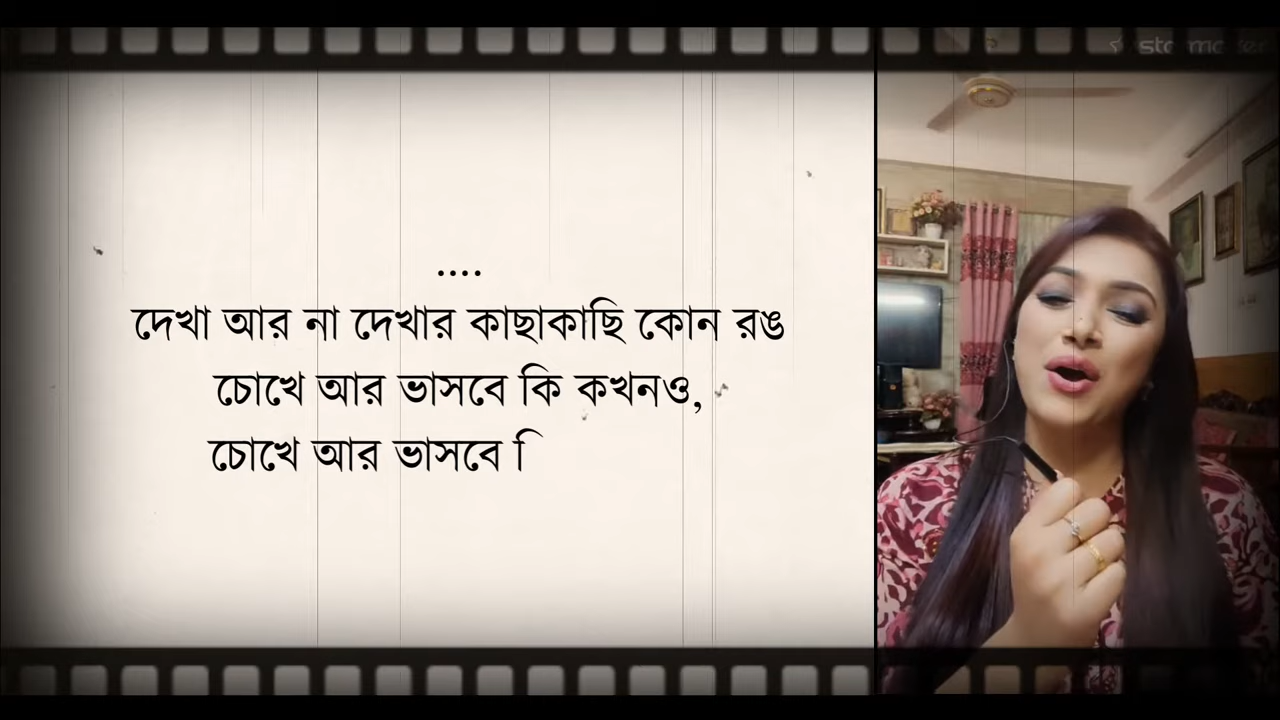 ....
দেখা আর না দেখার কাছাকাছি কোন রঙ
চোখে আর ভাসবে কি কখনও,
চোখে আর ভাসবে ি